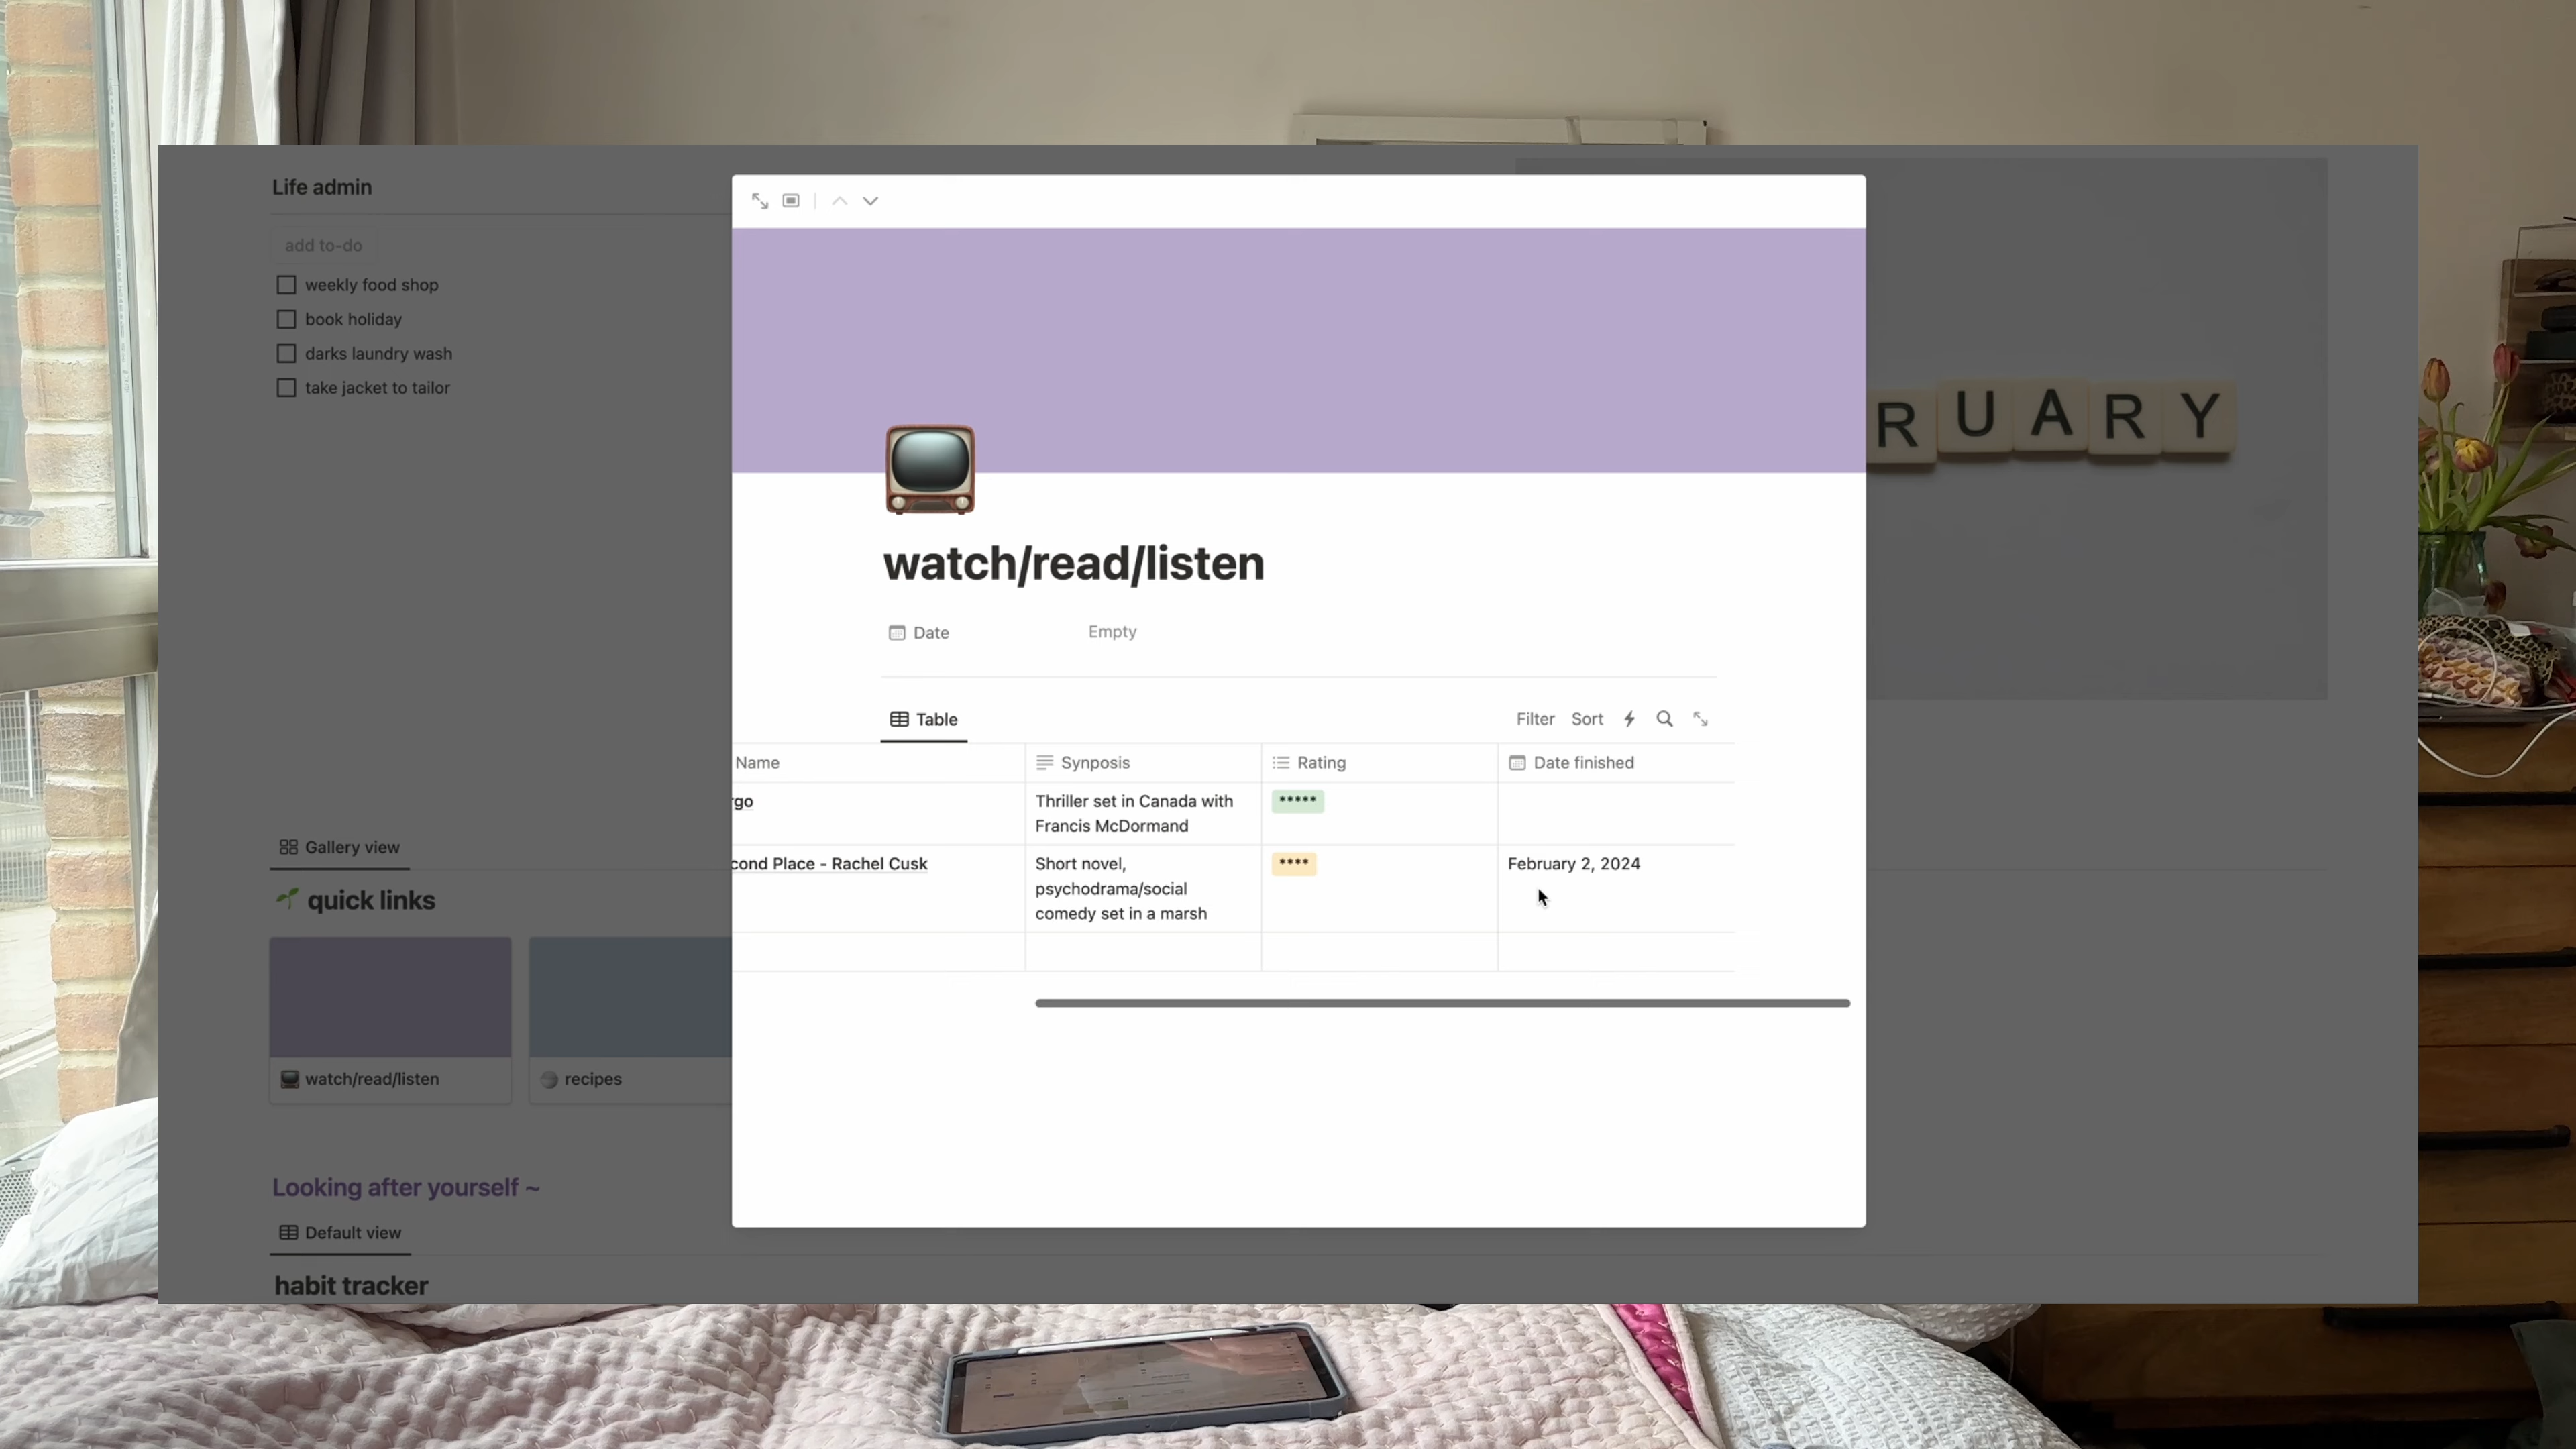 Life admin
add to-do
weekly food shop
book holiday
darks laundry wash
take jacket to tailor
RUARY
watch/read/listen
Date Empty
Table Filter Sort
Name Synposis Rating Date finished
rgo Thriller set in Canada with
Francis McDormand
*****
cond Place - Rachel Cusk Short novel,
psychodrama/social
comedy set in a marsh
****
February 2, 2024
Gallery view
quick links
watch/read/listen
recipes
Looking after yourself ~
Default view
habit tracker